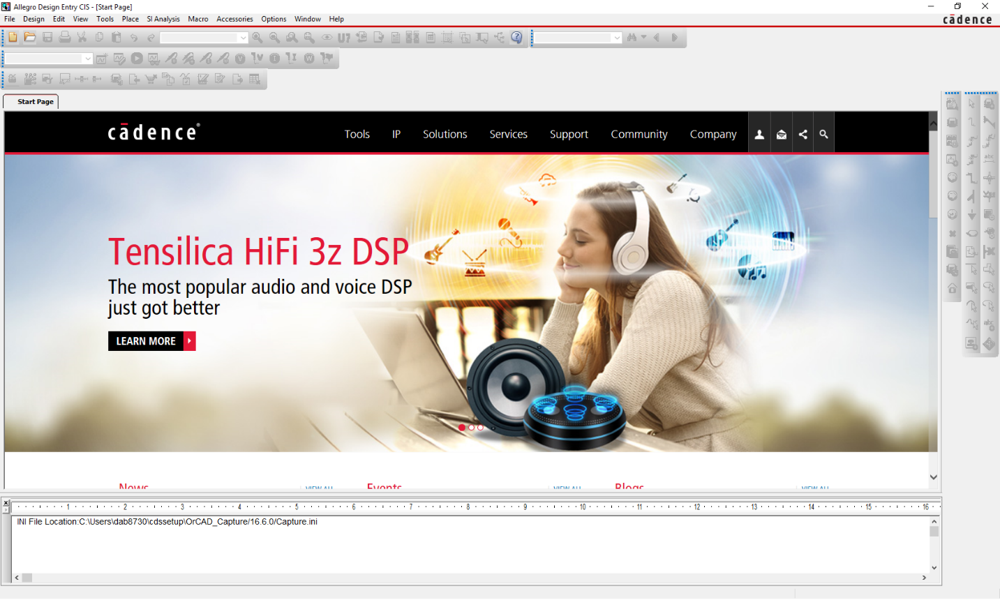 Allegro Design Entry CIS - [Start Page]
File Design Edit View Tools Place SI Analysis Macro Accessories Options Window Help
cādence
U?
V V I I W
Start Page
cādence®
Tools IP Solutions Services Support Community Company
abc
Tensilica HiFi 3z DSP
The most popular audio and voice DSP
just got better
LEARN MORE
News VIEW ALL Events VIEW ALL Blogs VIEW ALL
1 2 3 4 5 6 7 8 9 10 11 12 13 14 15 16
INI File Location:C:\Users\dab8730\cdssetup\OrCAD_Capture/16.6.0/Capture.ini